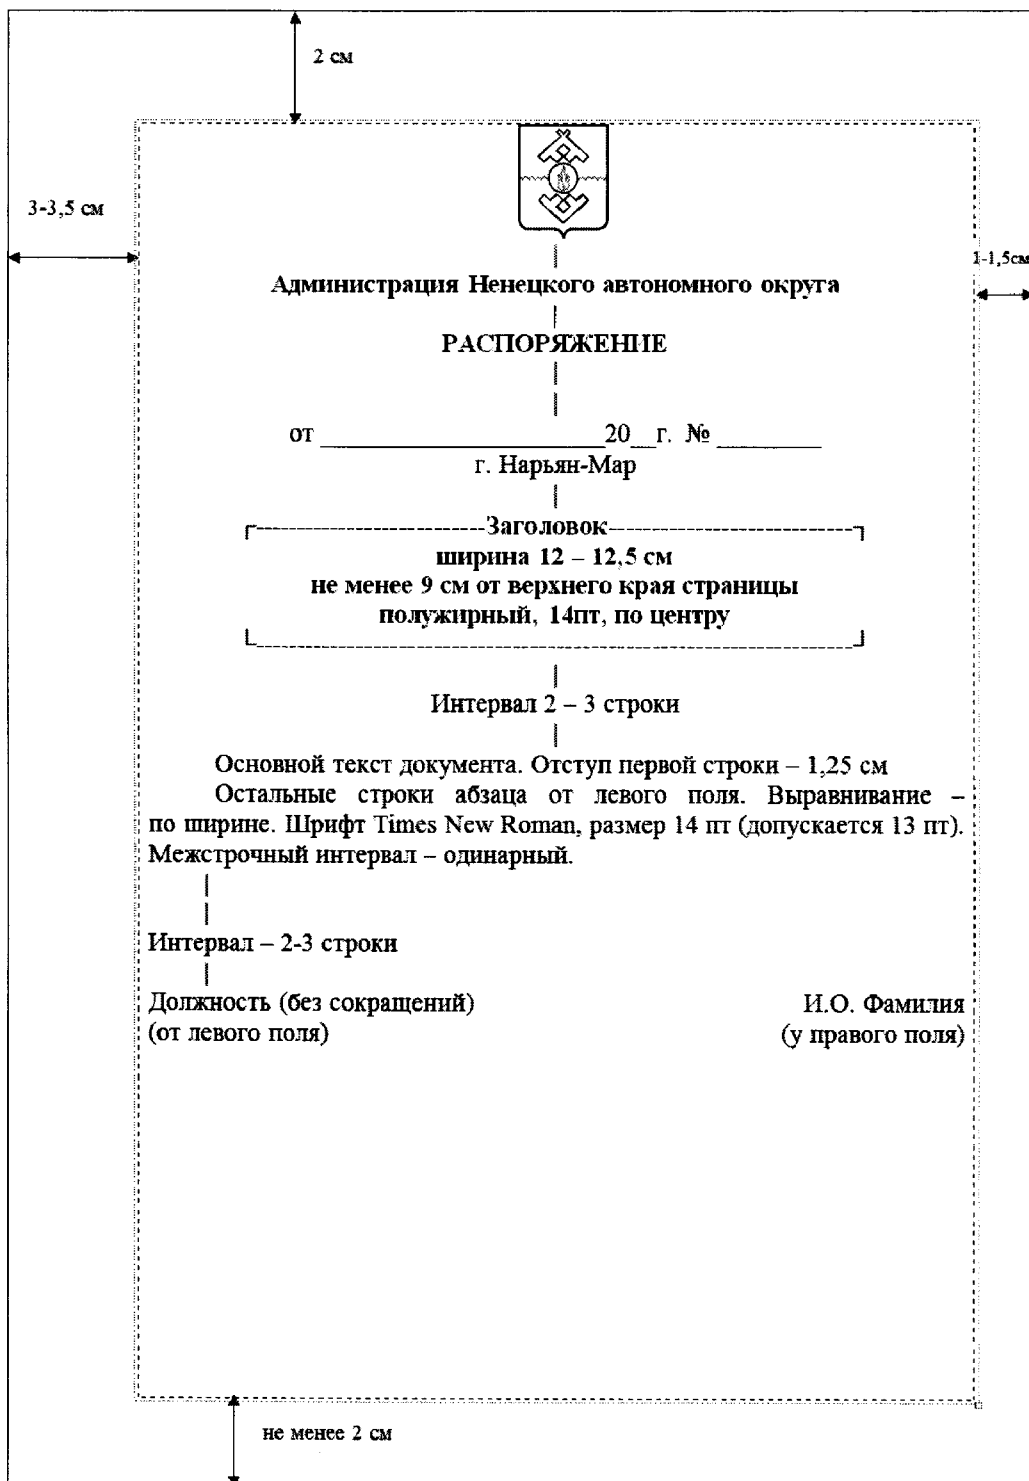 2 см
3-3,5 см
1-1,5см
Администрация Ненецкого автономного округа
РАСПОРЯЖЕНИЕ
от ____________________20__г. № ________
г. Нарьян-Мар
Заголовок
ширина 12 – 12,5 см
не менее 9 см от верхнего края страницы
полужирный, 14пт, по центру
Интервал 2 – 3 строки
Основной текст документа. Отступ первой строки – 1,25 см
Остальные строки абзаца от левого поля. Выравнивание –
по ширине. Шрифт Times New Roman, размер 14 пт (допускается 13 пт).
Межстрочный интервал – одинарный.
Интервал – 2-3 строки
Должность (без сокращений) И.О. Фамилия
(от левого поля) (у правого поля)
не менее 2 см